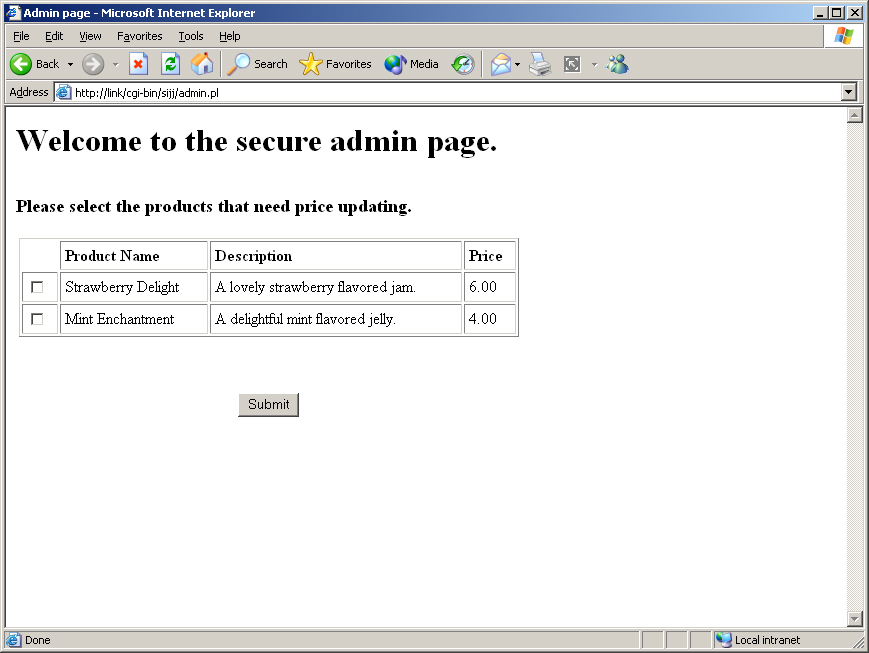 Admin page - Microsoft Internet Explorer
File Edit View Favorites Tools Help
Back Search Favorites Media
Address http://link/cgi-bin/sijj/admin.pl
Welcome to the secure admin page.
Please select the products that need price updating.
Product Name Description Price
Strawberry Delight A lovely strawberry flavored jam. 6.00
Mint Enchantment A delightful mint flavored jelly. 4.00
Submit
Done Local intranet